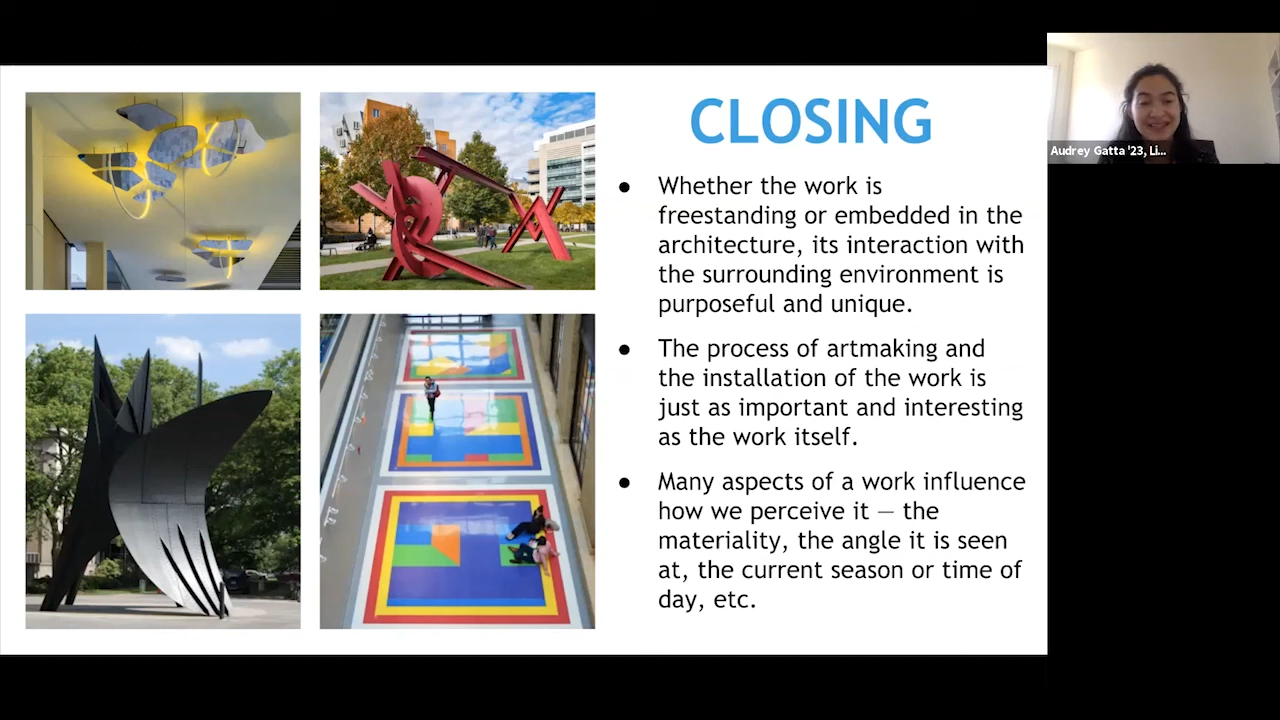 CLOSING
● Whether the work is
freestanding or embedded in the
architecture, its interaction with
the surrounding environment is
purposeful and unique.
● The process of artmaking and
the installation of the work is
just as important and interesting
as the work itself.
● Many aspects of a work influence
how we perceive it — the
materiality, the angle it is seen
at, the current season or time of
day, etc.
Audrey Gatta '23, Li...